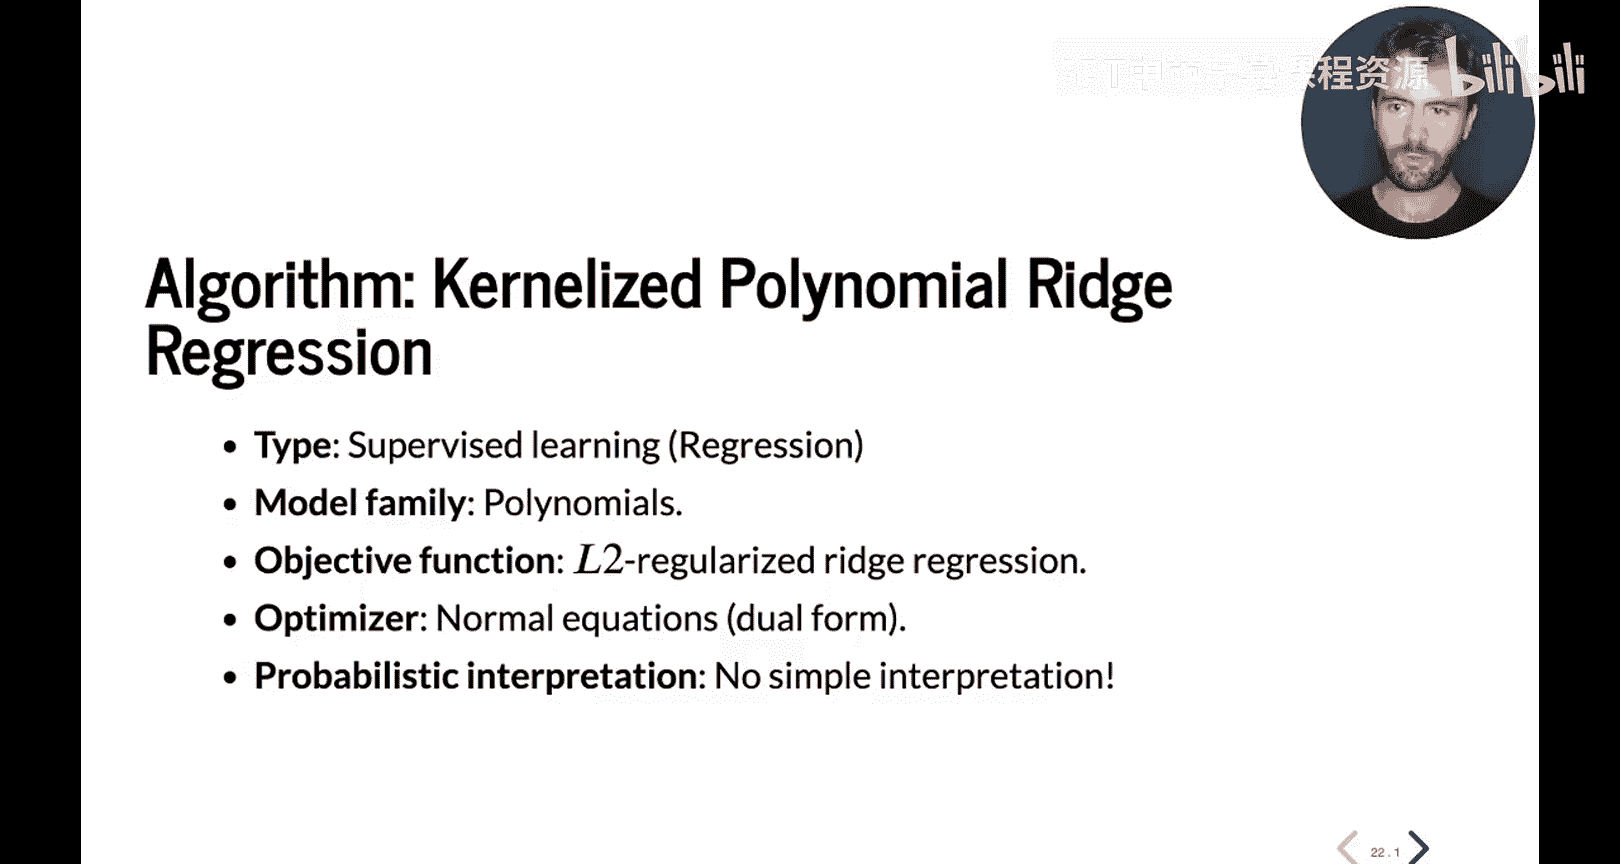 程资源 bilibili
Algorithm: Kernelized Polynomial Ridge
Regression
• Type: Supervised learning (Regression)
• Model family: Polynomials.
• Objective function: L2-regularized ridge regression.
• Optimizer: Normal equations (dual form).
• Probabilistic interpretation: No simple interpretation!
22.1